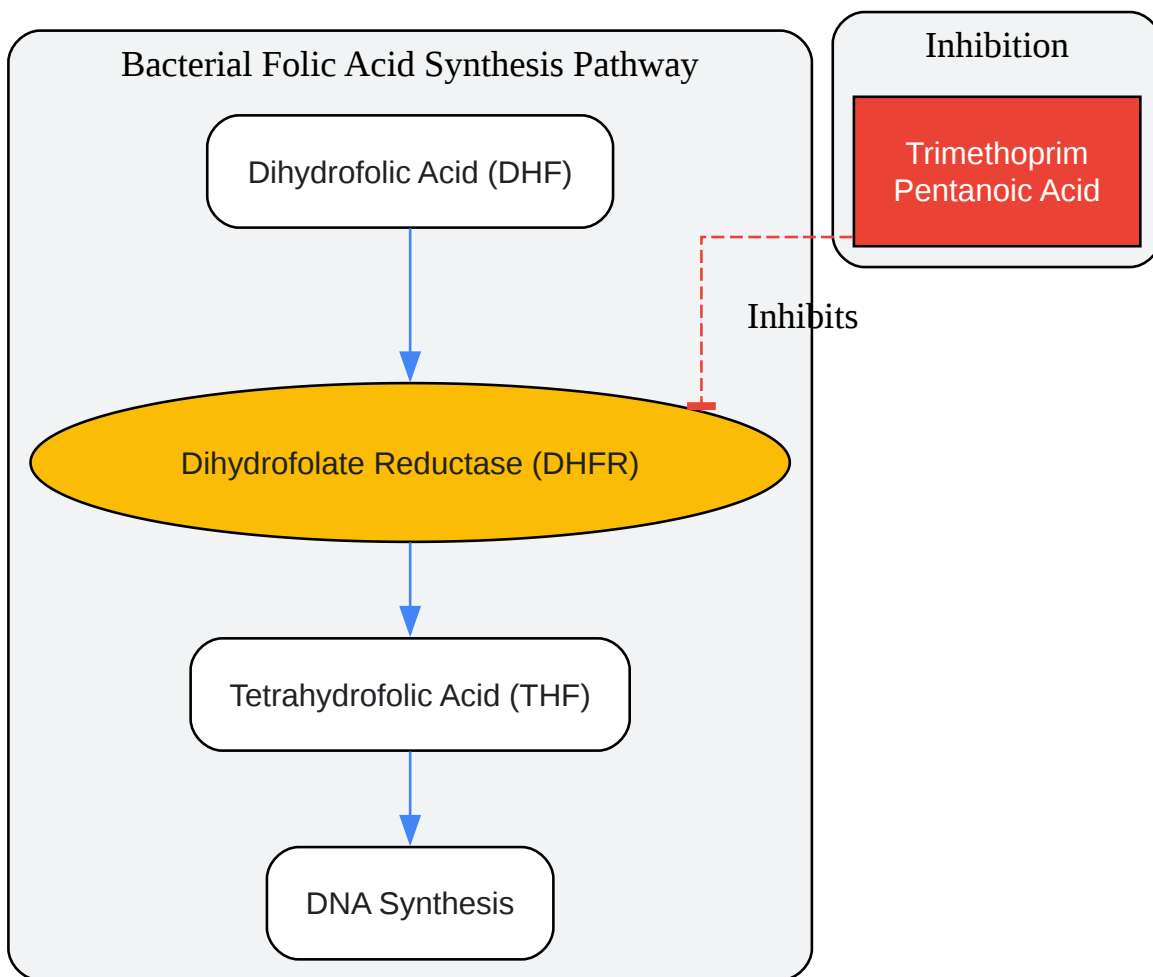 Bacterial Folic Acid Synthesis Pathway
Dihydrofolic Acid (DHF)
Inhibition
Trimethoprim
Pentanoic Acid
Inhibits
Dihydrofolate Reductase (DHFR)
Tetrahydrofolic Acid (THF)
DNA Synthesis